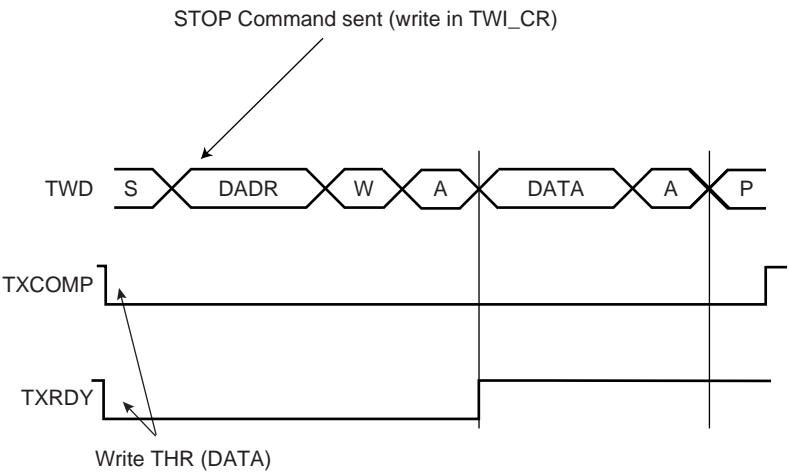 STOP Command sent (write in TWI_CR)
TWD S DADR W A DATA A P
TXCOMP
TXRDY
Write THR (DATA)